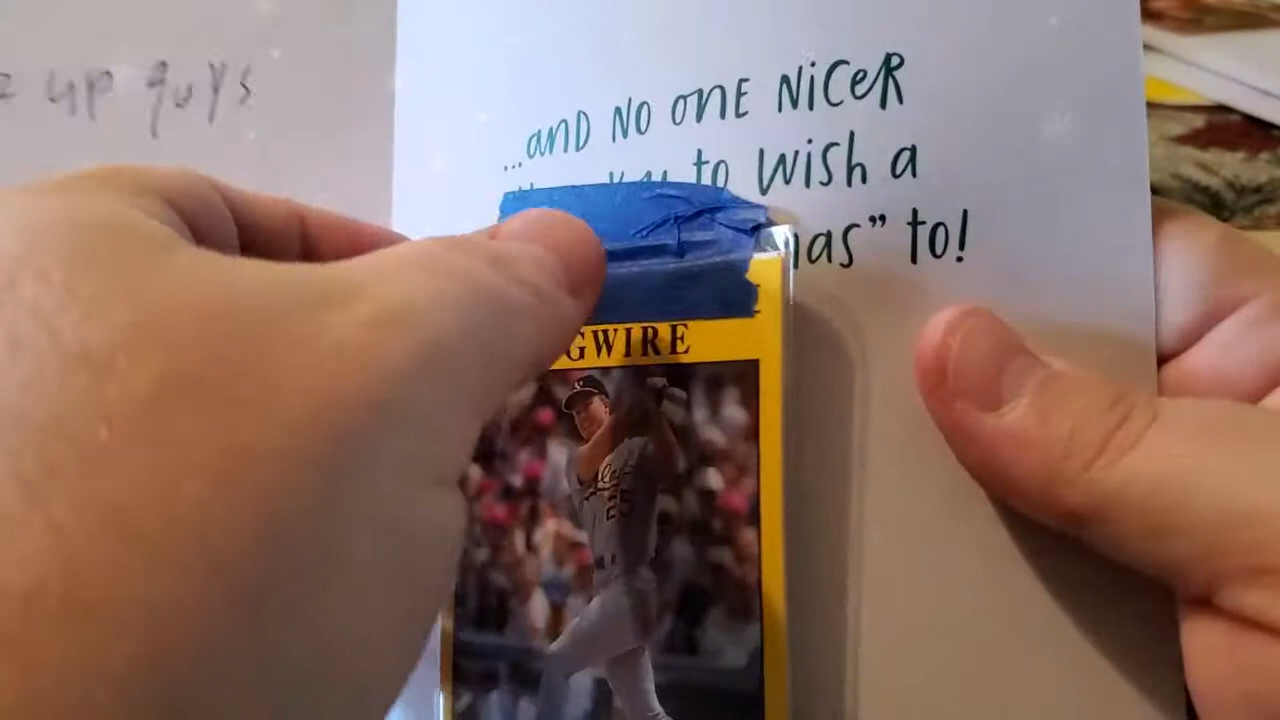 up guys
...and NO onE NiCER
to WiSh a
as" to!
GWIRE